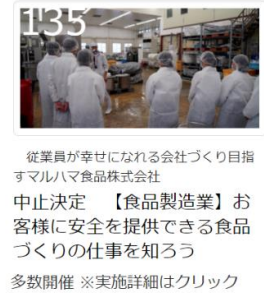 135
従業員が幸せになれる会社づくり目指
すマルハマ食品株式会社
中止決定　【食品製造業】お
客様に安全を提供できる食品
づくりの仕事を知ろう
多数開催 ※実施詳細はクリック